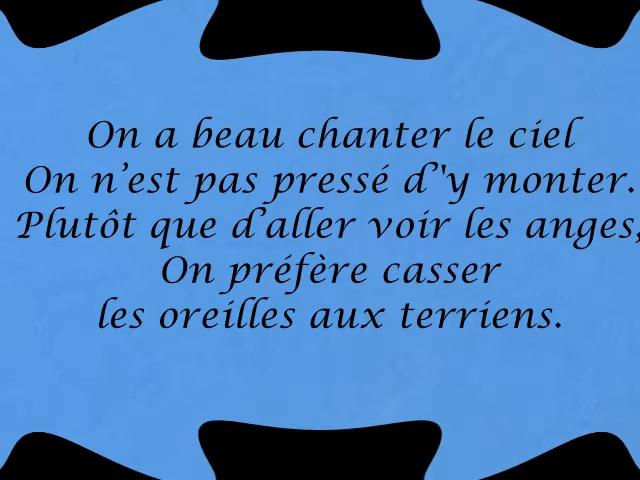 On a beau chanter le ciel
On n’est pas pressé d’'y monter.
Plutôt que d’aller voir les anges,
On préfère casser
les oreilles aux terriens.